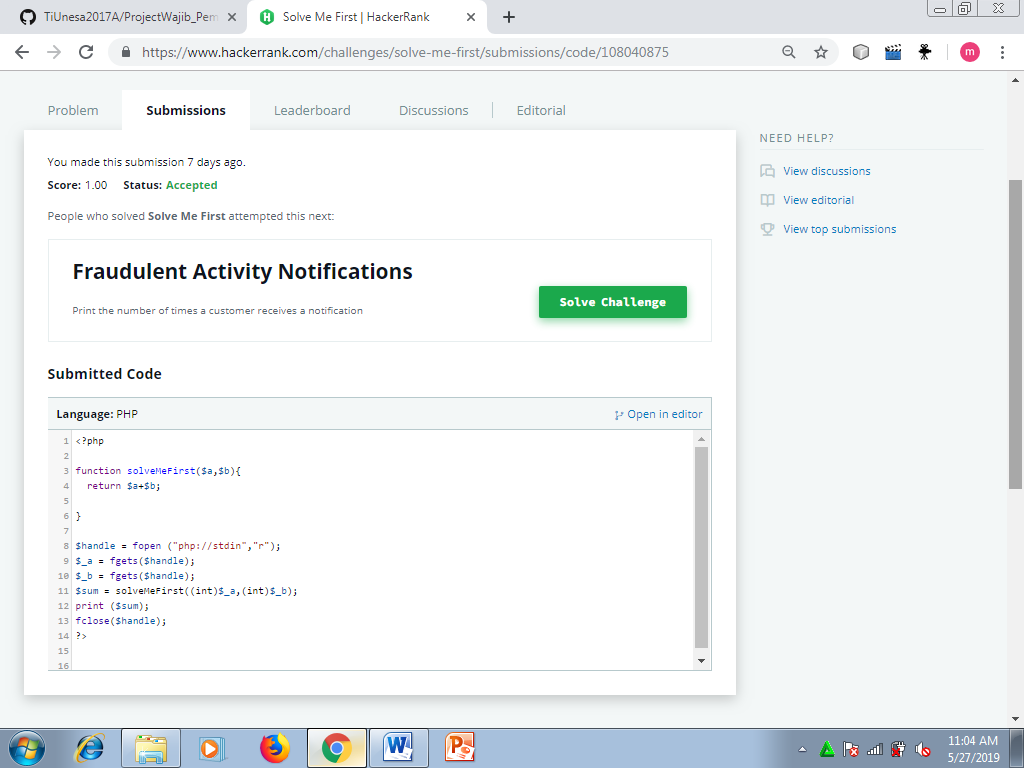 TiUnesa2017A/ProjectWajib_Pem
Solve Me First | HackerRank
https://www.hackerrank.com/challenges/solve-me-first/submissions/code/108040875
m
Problem
Submissions
Leaderboard
Discussions
Editorial
You made this submission 7 days ago.
Score: 1.00 Status: Accepted
People who solved Solve Me First attempted this next:
Fraudulent Activity Notifications
Print the number of times a customer receives a notification
Solve Challenge
Submitted Code
Language: PHP
Open in editor
1 <?php
2
3 function solveMeFirst($a,$b){
4 return $a+$b;
5
6 }
7
8 $handle = fopen ("php://stdin","r");
9 $_a = fgets($handle);
10 $_b = fgets($handle);
11 $sum = solveMeFirst((int)$_a,(int)$_b);
12 print ($sum);
13 fclose($handle);
14 ?>
15
16
NEED HELP?
View discussions
View editorial
View top submissions
11:04 AM
5/27/2019